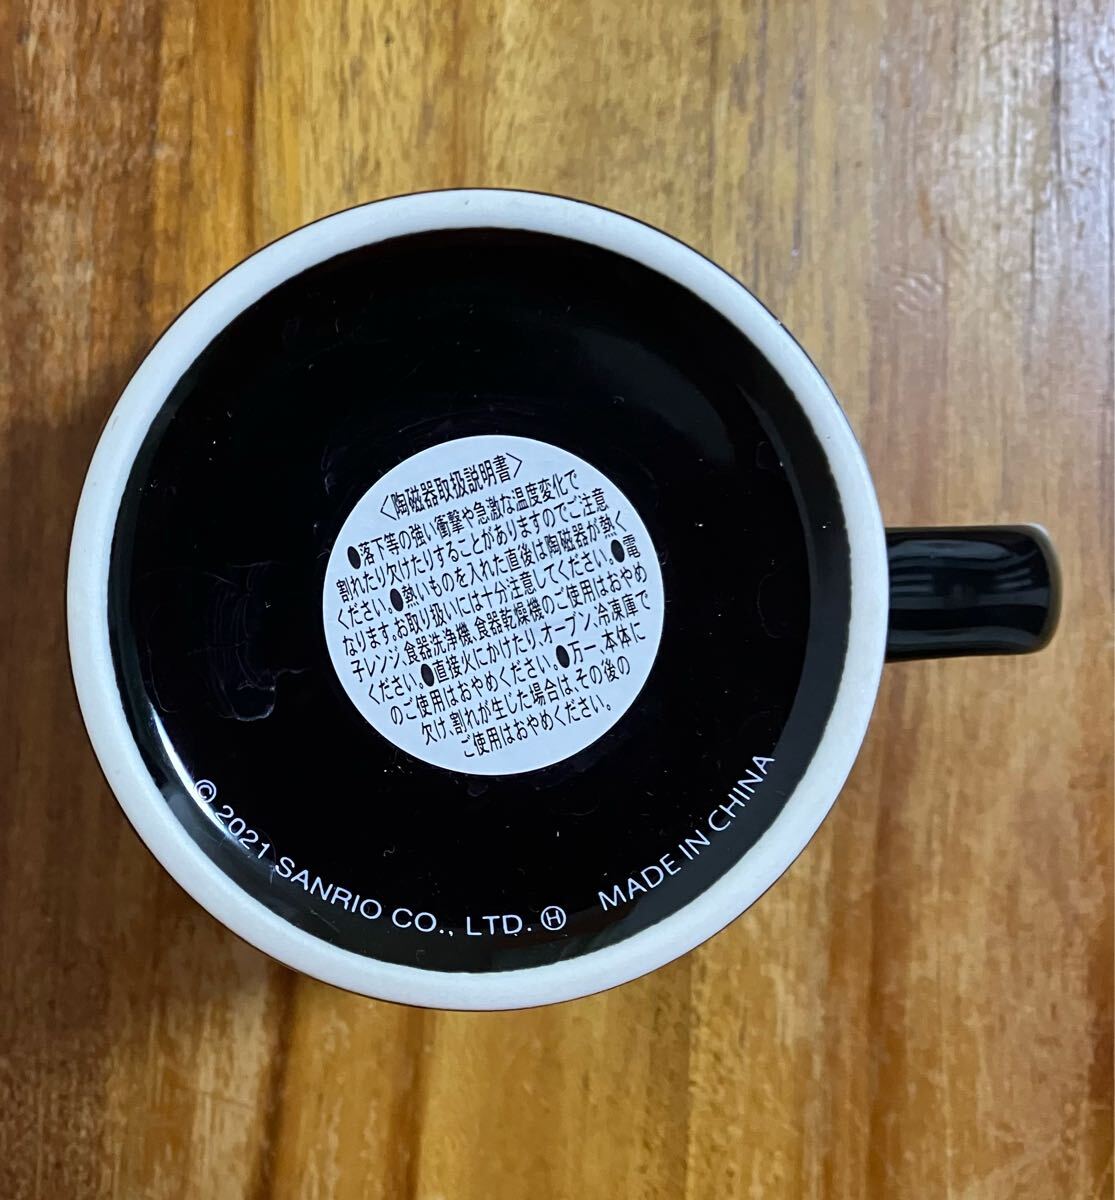 〈陶磁器取扱説明書〉
●落下等の強い衝撃や急激な温度変化で
割れたり欠けたりすることがありますのでご注意
ください。●熱いものを入れた直後は陶磁器が熱く
なります。お取り扱いには十分注意してください。●電
子レンジ、食器洗浄機、食器乾燥機のご使用はおやめ
ください。●直接火にかけたり、オーブン、冷凍庫で
のご使用はおやめください。●万一、本体に
欠け、割れが生じた場合は、その後の
ご使用はおやめください。
© 2021 SANRIO CO., LTD. Ⓗ MADE IN CHINA